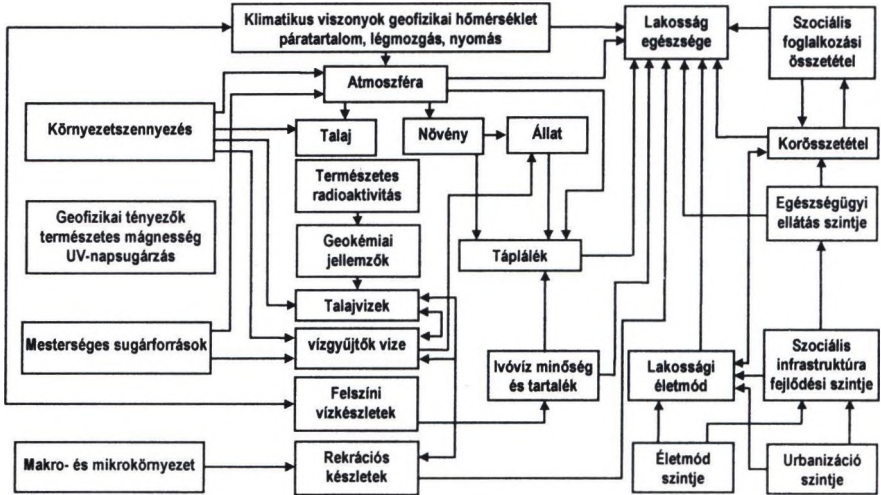 Klimatikus viszonyok geofizikai hőmérséklet
páratartalom, légmozgás, nyomás
Lakosság
egészsége
Szociális
foglalkozási
összetétel
Atmoszféra
Környezetszennyezés
Talaj
Növény
Állat
Korösszetétel
Természetes
radioaktivitás
Egészségügyi
ellátás szintje
Geofizikai tényezők
természetes mágnesség
UV-napsugárzás
Geokémiai
jellemzők
Táplálék
Talajvizek
Mesterséges sugárforrások
vízgyűjtők vize
Ivóvíz minőség
és tartalék
Lakossági
életmód
Szociális
infrastruktúra
fejlődési szintje
Felszíni
vízkészletek
Makro- és mikrokörnyezet
Rekrációs
készletek
Életmód
szintje
Urbanizáció
szintje